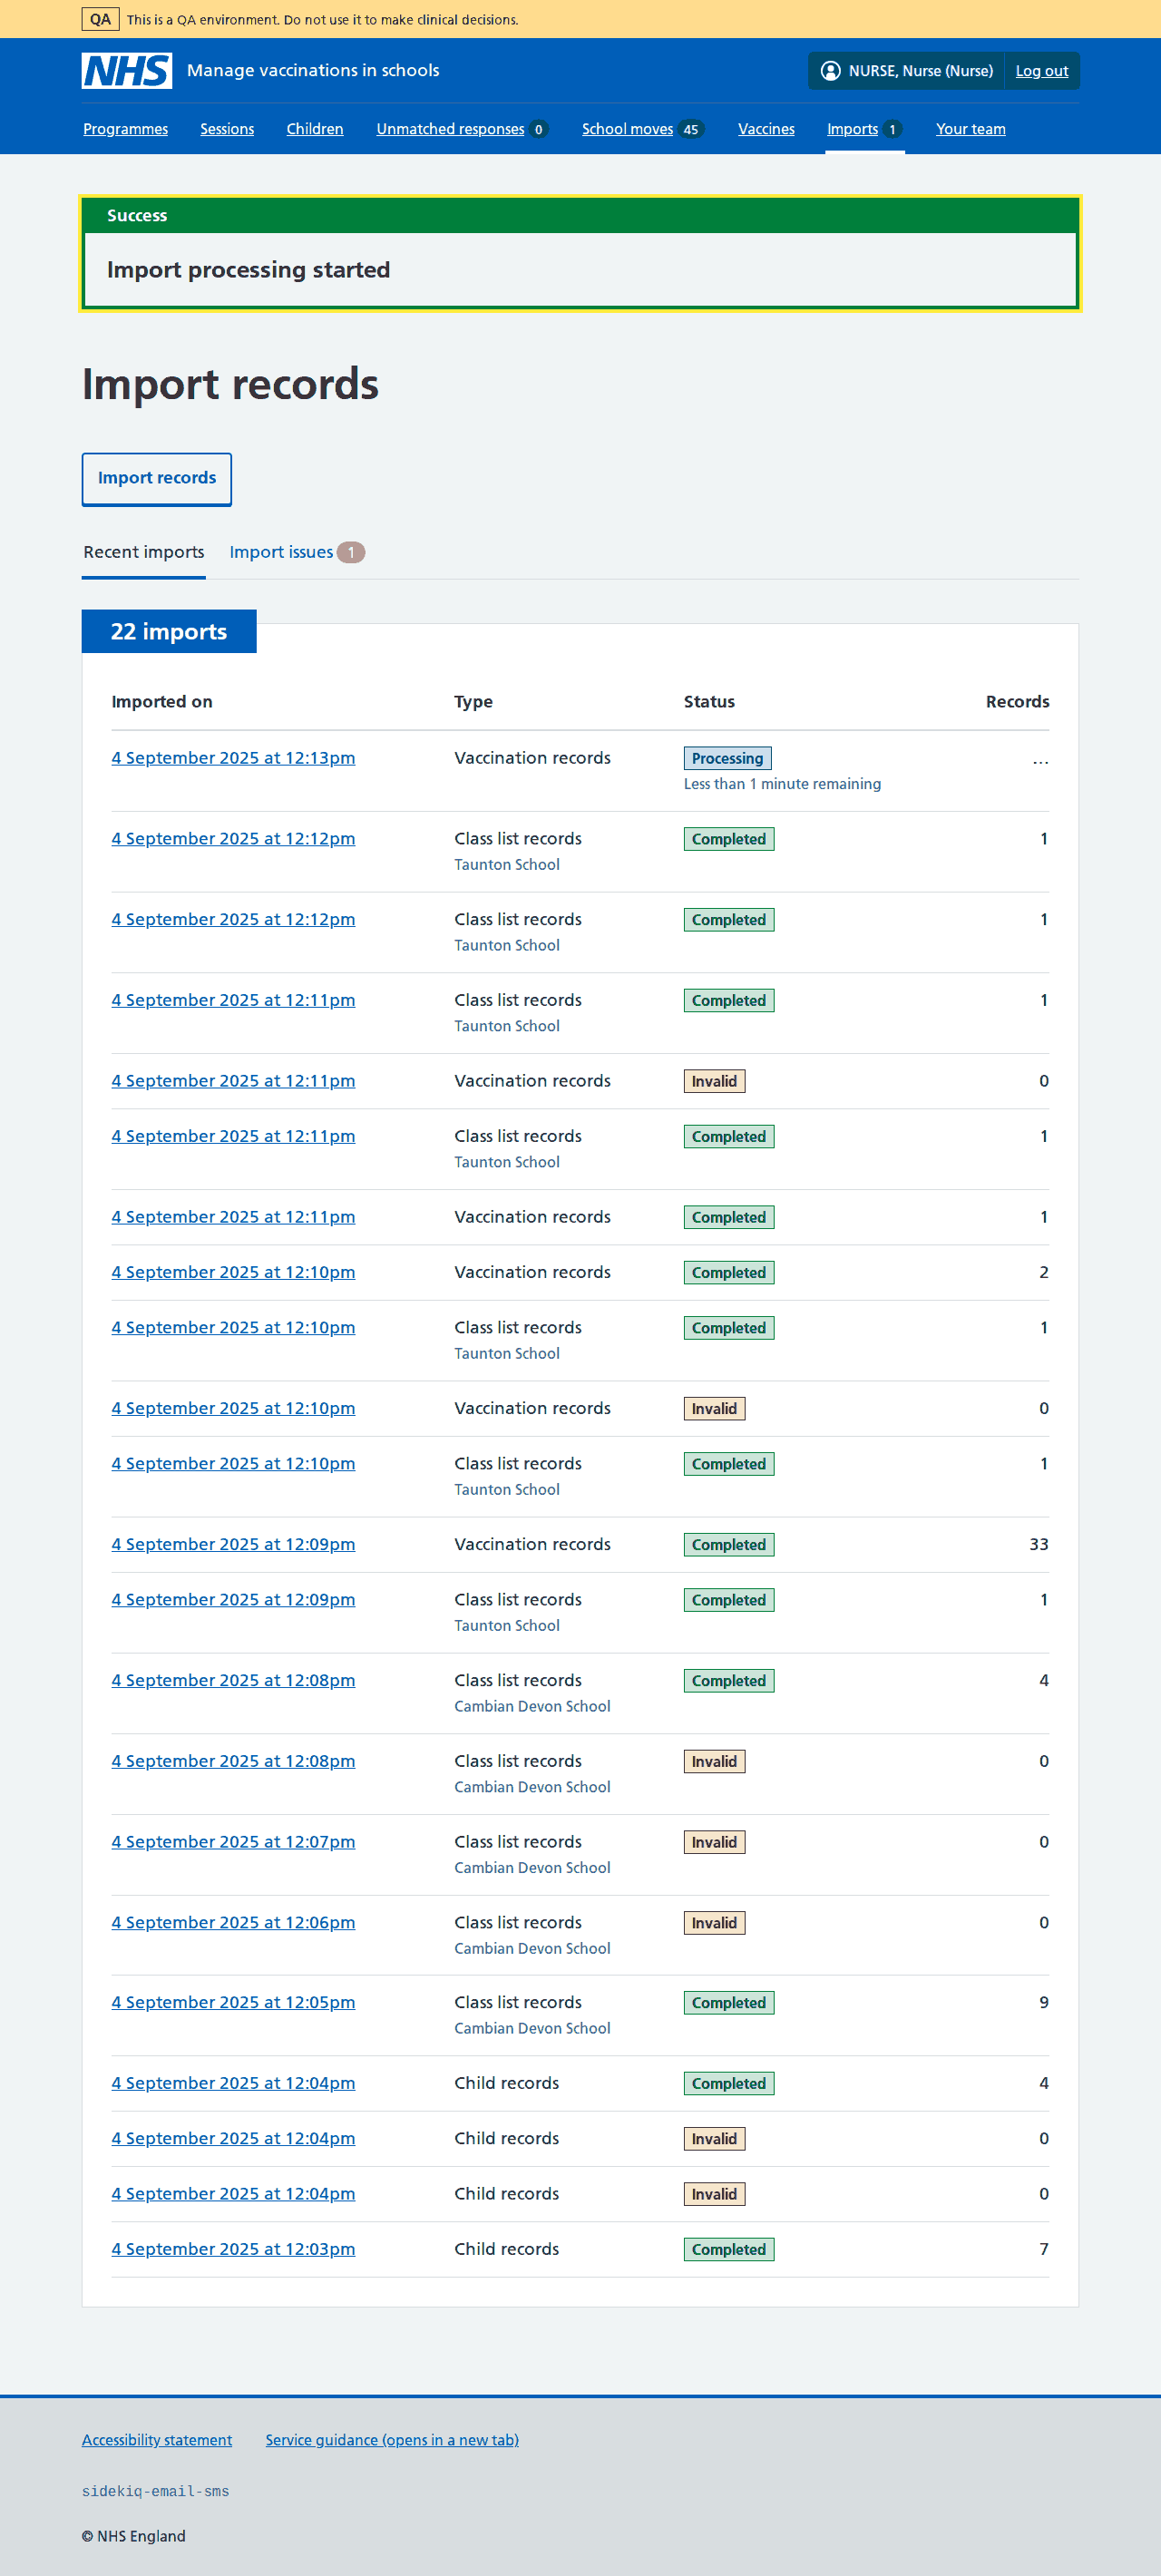 QA This is a QA environment. Do not use it to make clinical decisions.
NHS Manage vaccinations in schools NURSE, Nurse (Nurse) Log out
Programmes Sessions Children Unmatched responses 0 School moves 45 Vaccines Imports 1 Your team
Success
Import processing started
Import records
Import records
Recent imports Import issues 1
22 imports
Imported on Type Status Records
4 September 2025 at 12:13pm Vaccination records Processing ...
Less than 1 minute remaining
4 September 2025 at 12:12pm Class list records Completed 1
Taunton School
4 September 2025 at 12:12pm Class list records Completed 1
Taunton School
4 September 2025 at 12:11pm Class list records Completed 1
Taunton School
4 September 2025 at 12:11pm Vaccination records Invalid 0
4 September 2025 at 12:11pm Class list records Completed 1
Taunton School
4 September 2025 at 12:11pm Vaccination records Completed 1
4 September 2025 at 12:10pm Vaccination records Completed 2
4 September 2025 at 12:10pm Class list records Completed 1
Taunton School
4 September 2025 at 12:10pm Vaccination records Invalid 0
4 September 2025 at 12:10pm Class list records Completed 1
Taunton School
4 September 2025 at 12:09pm Vaccination records Completed 33
4 September 2025 at 12:09pm Class list records Completed 1
Taunton School
4 September 2025 at 12:08pm Class list records Completed 4
Cambian Devon School
4 September 2025 at 12:08pm Class list records Invalid 0
Cambian Devon School
4 September 2025 at 12:07pm Class list records Invalid 0
Cambian Devon School
4 September 2025 at 12:06pm Class list records Invalid 0
Cambian Devon School
4 September 2025 at 12:05pm Class list records Completed 9
Cambian Devon School
4 September 2025 at 12:04pm Child records Completed 4
4 September 2025 at 12:04pm Child records Invalid 0
4 September 2025 at 12:04pm Child records Invalid 0
4 September 2025 at 12:03pm Child records Completed 7
Accessibility statement Service guidance (opens in a new tab)
sidekiq-email-sms
© NHS England